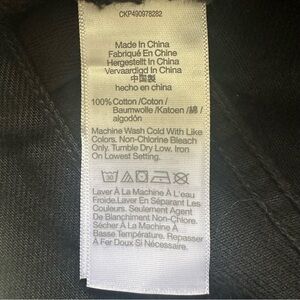 CKP490978282
Made In China
Fabriqué En Chine
Hergestellt In China
Vervaardigd In China
中国製
hecho en china
100% Cotton /Coton /
Baumwolle /Katoen / 綿 /
algodón
Machine Wash Cold With Like
Colors. Non-Chlorine Bleach
Only. Tumble Dry Low. Iron
On Lowest Setting.
30
Laver À La Machine À L'eau
Froide.Laver En Séparant Les
Couleurs. Seulement Agent
De Blanchiment Non-Chlore.
Sécher À La Machine À
Basse Température. Repasser
À Fer Doux Si Nécessaire.